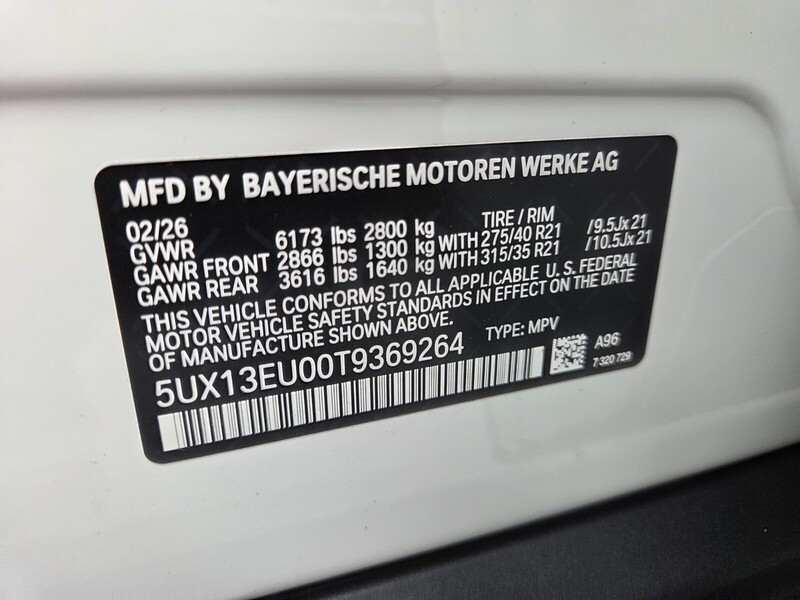 MFD BY BAYERISCHE MOTOREN WERKE AG
02/26 TIRE / RIM
GVWR 6173 lbs 2800 kg
GAWR FRONT 2866 lbs 1300 kg WITH 275/40 R21 /9.5Jx21
GAWR REAR 3616 lbs 1640 kg WITH 315/35 R21 /10.5Jx21
THIS VEHICLE CONFORMS TO ALL APPLICABLE U.S. FEDERAL
MOTOR VEHICLE SAFETY STANDARDS IN EFFECT ON THE DATE
OF MANUFACTURE SHOWN ABOVE.
TYPE: MPV
5UX13EU00T9369264
A96
7 320 729